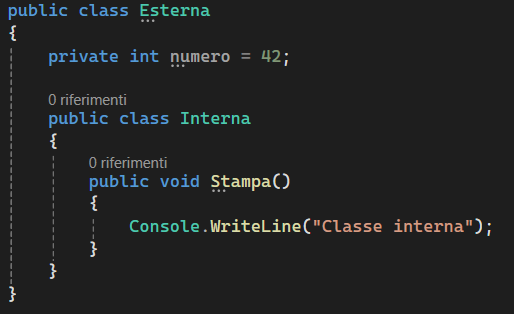 public class Esterna
{
private int numero = 42;
0 riferimenti
public class Interna
{
0 riferimenti
public void Stampa()
{
Console.WriteLine("Classe interna");
}
}
}